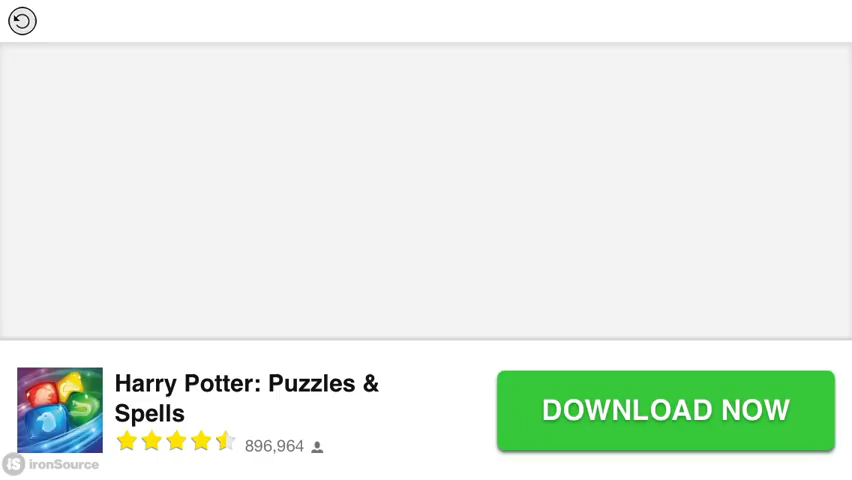 Harry Potter: Puzzles &
Spells
896,964
DOWNLOAD NOW
ironSource